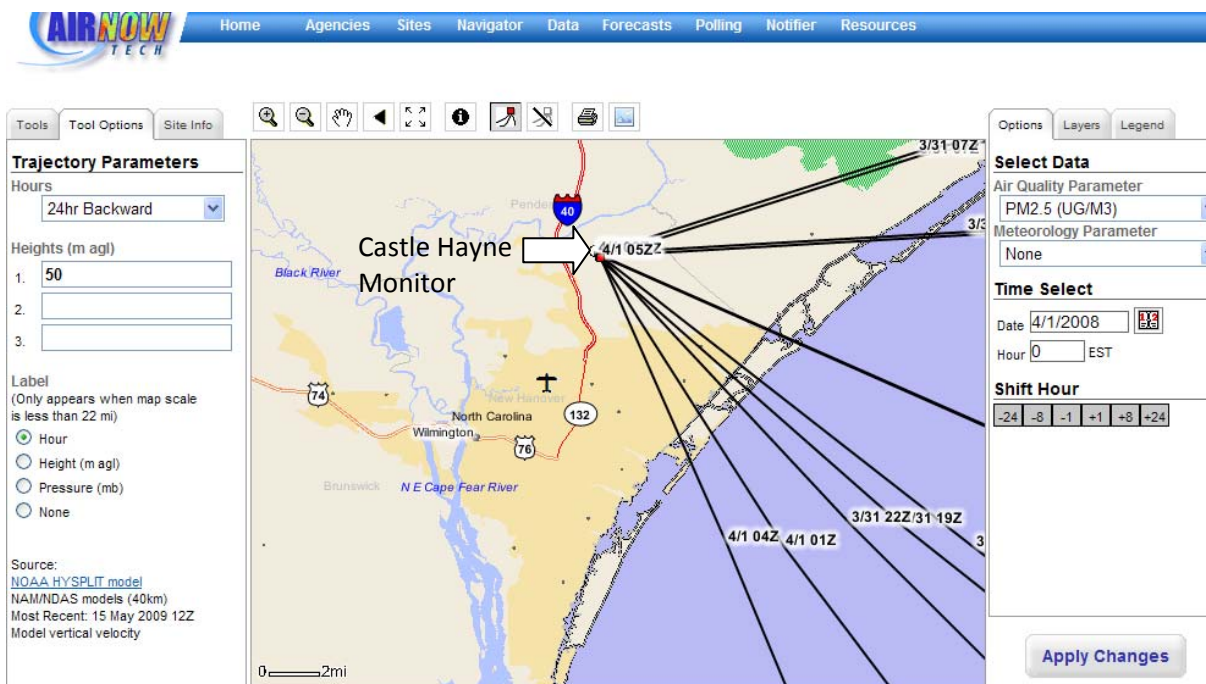 AIRNOW
TECH
Home Agencies Sites Navigator Data Forecasts Polling Notifier Resources
Tools Tool Options Site Info
Trajectory Parameters
Hours
24hr Backward
Heights (m agl)
1. 50
2.
3.
Label
(Only appears when map scale
is less than 22 mi)
Hour
Height (m agl)
Pressure (mb)
None
Source:
NOAA HYSPLIT model
NAM/NDAS models (40km)
Most Recent: 15 May 2009 12Z
Model vertical velocity
3/31 07Z
Pende
40
Castle Hayne
Monitor
4/1 05Z
Black River
74
New Hanover
North Carolina
132
Wilmington
76
Brunswick
N E Cape Fear River
3/31 22Z /31 19Z
4/1 04Z 4/1 01Z
0 2mi
Options Layers Legend
Select Data
Air Quality Parameter
PM2.5 (UG/M3)
Meteorology Parameter
None
Time Select
Date 4/1/2008
Hour 0 EST
Shift Hour
-24 -8 -1 +1 +8 +24
Apply Changes